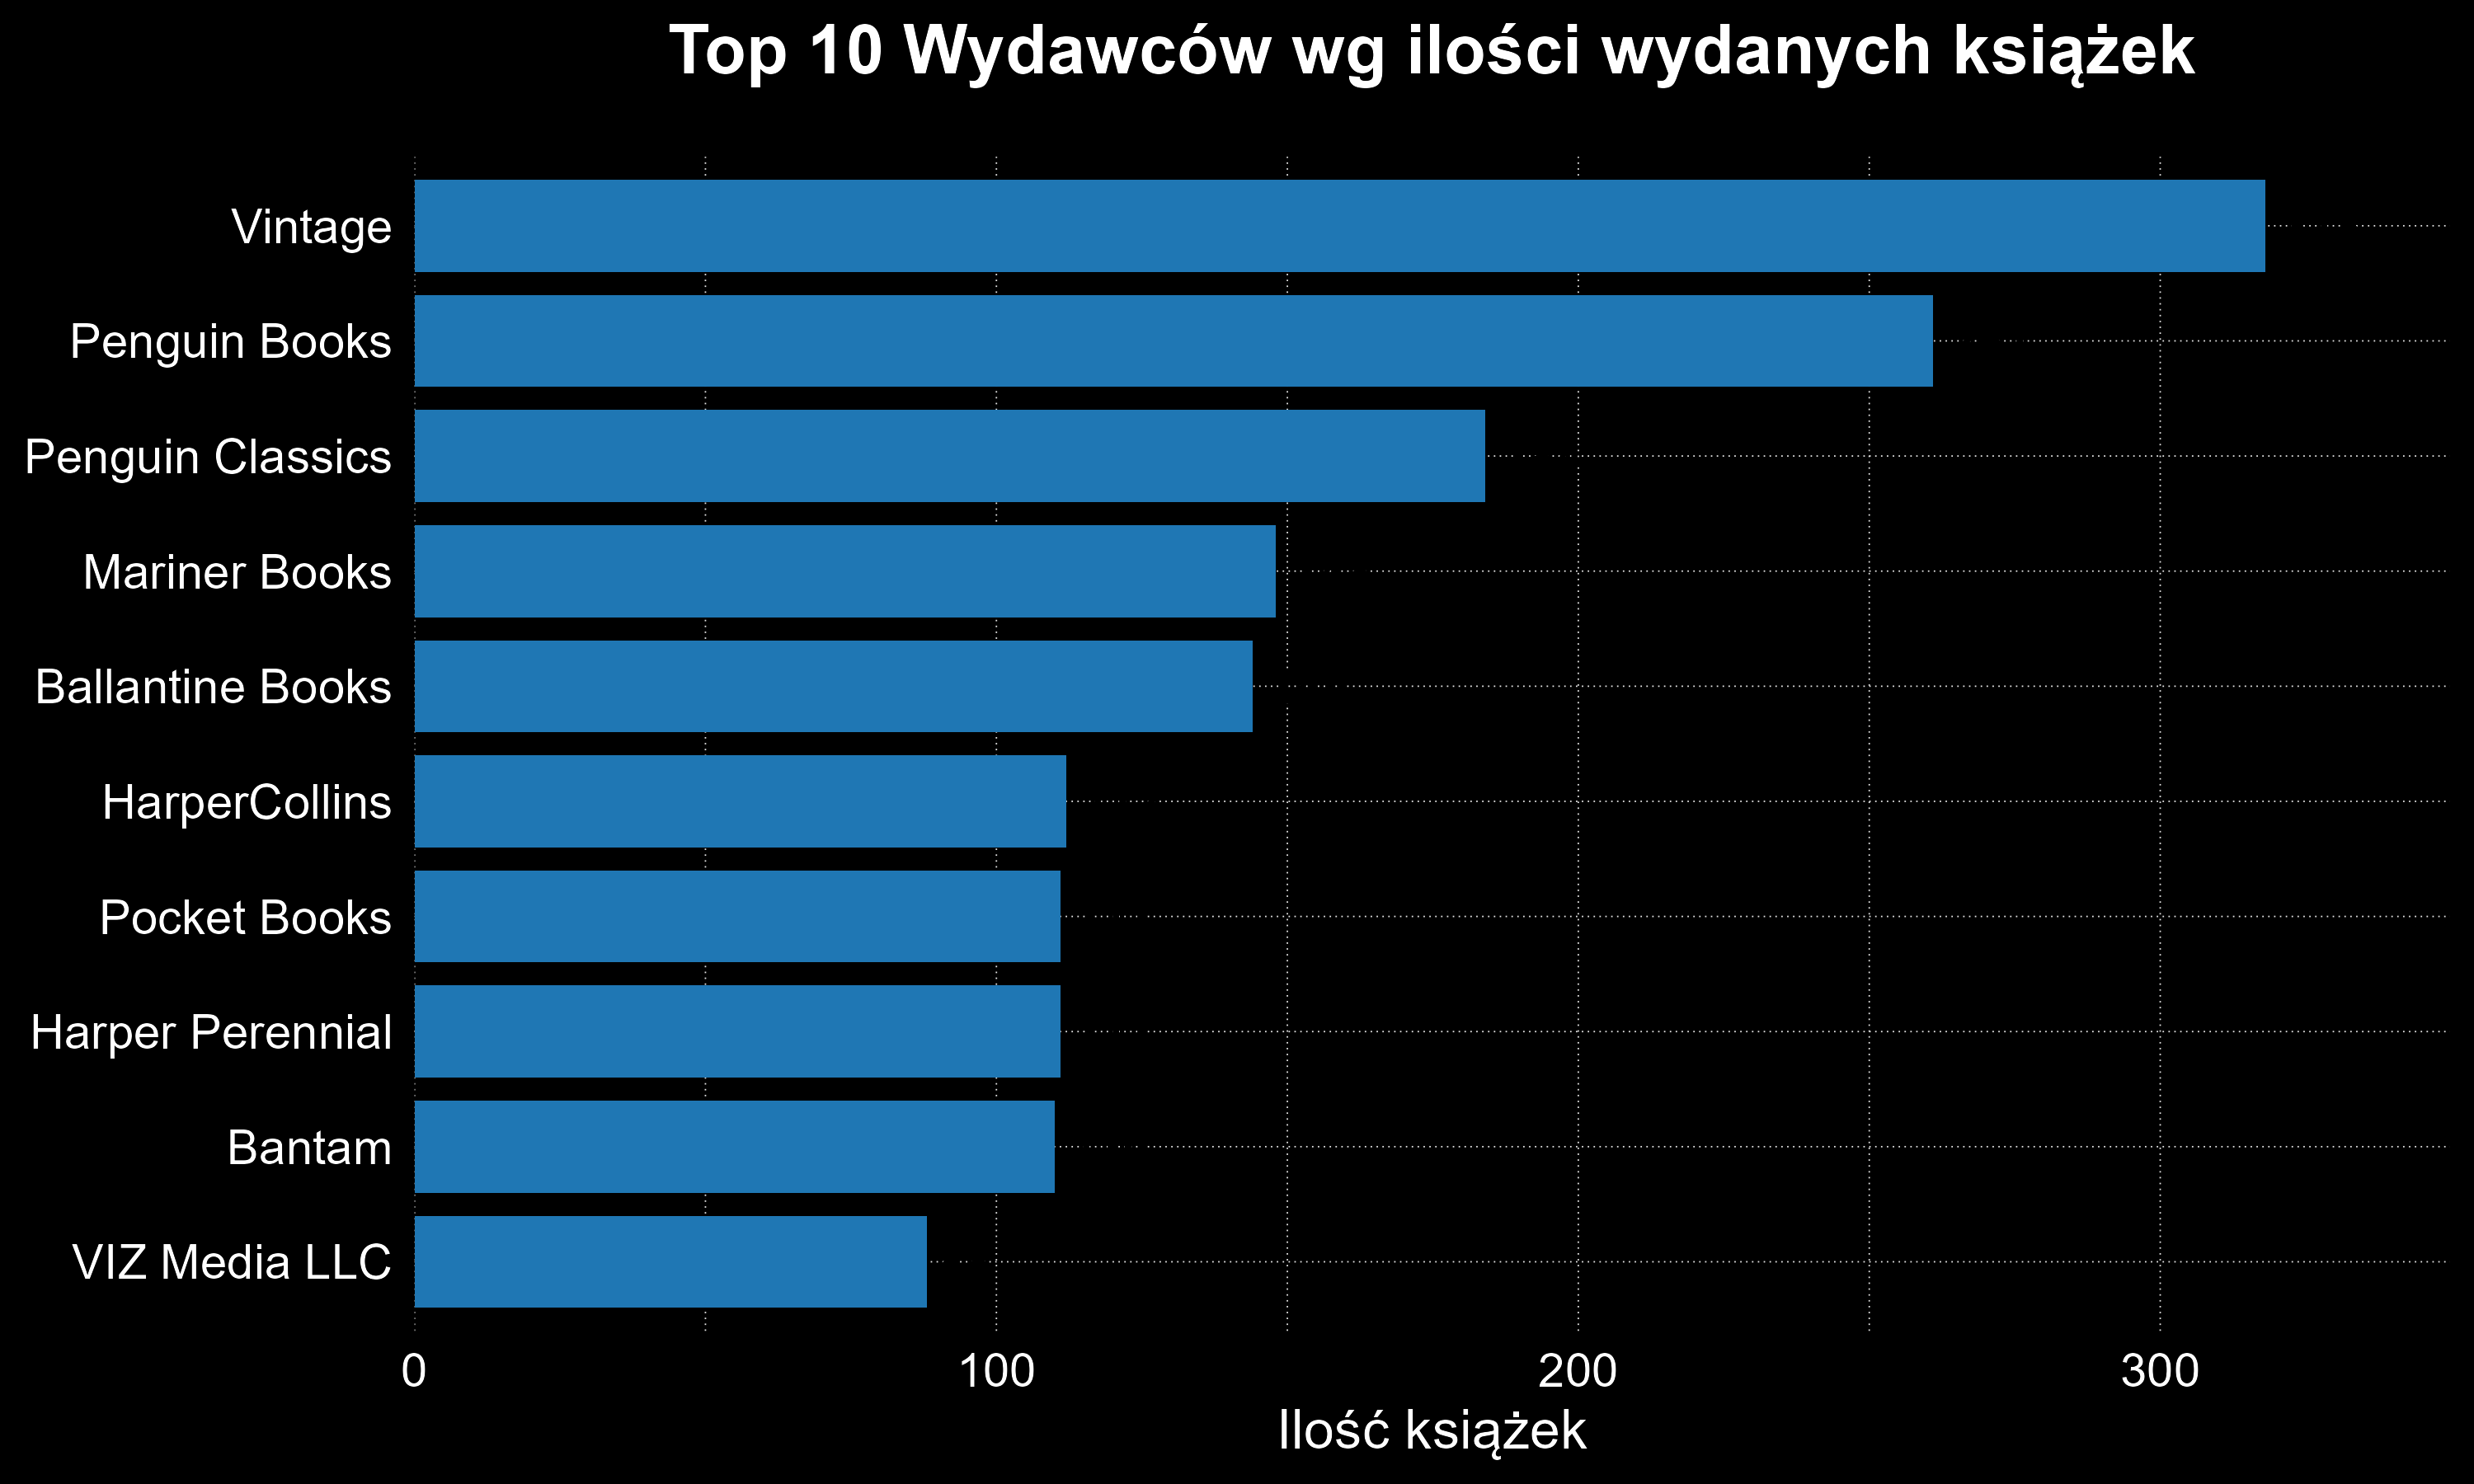 Top 10 Wydawców wg ilości wydanych książek
Vintage
Penguin Books
Penguin Classics
Mariner Books
Ballantine Books
HarperCollins
Pocket Books
Harper Perennial
Bantam
VIZ Media LLC
0 100 200 300
Ilość książek